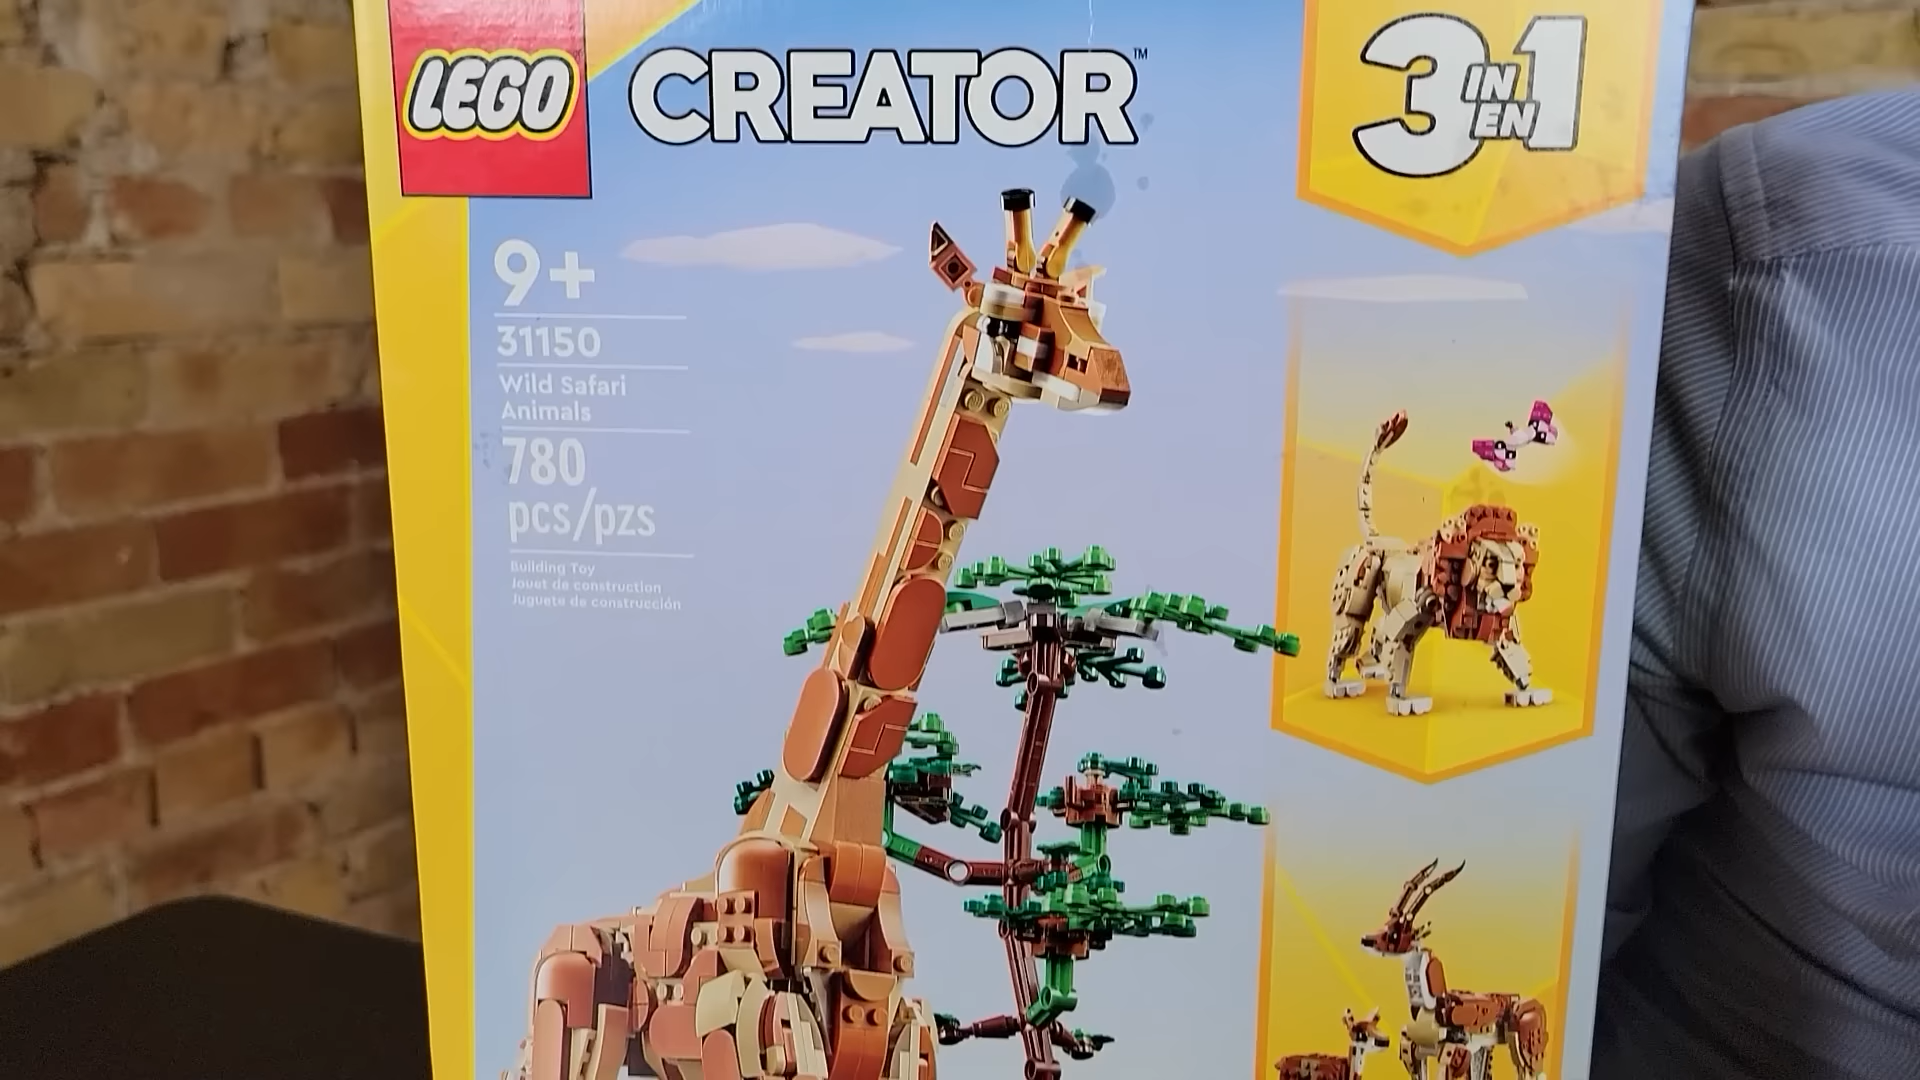 LEGO
CREATOR™
3 IN EN 1
9+
31150
Wild Safari
Animals
780
pcs/pzs
Building Toy
Jouet de construction
Juguete de construcción